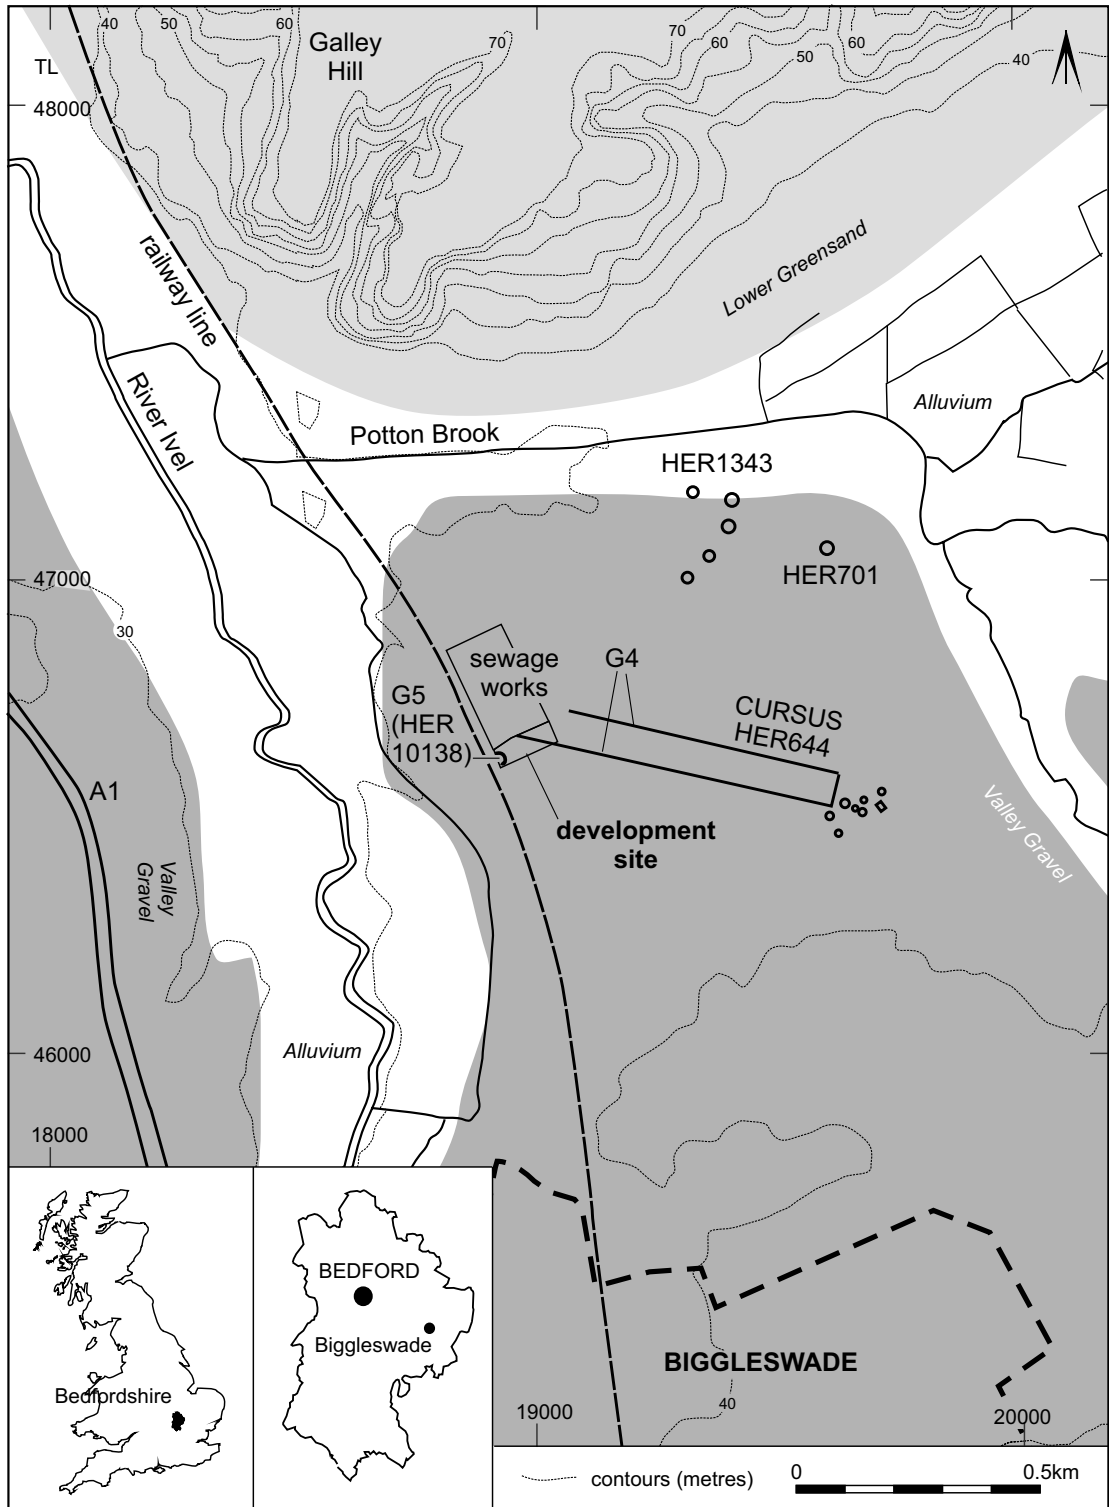 40
50
60
Galley
Hill
70
70
60
50
60
40
TL
48000
railway line
Lower Greensand
River Ivel
Potton Brook
Alluvium
HER1343
HER701
47000
30
sewage
works
G4
G5
(HER
10138)
CURSUS
HER644
A1
development
site
Valley
Gravel
Valley Gravel
46000
Alluvium
18000
BEDFORD
Biggleswade
Bedfordshire
BIGGLESWADE
19000
40
20000
contours (metres)
0
0.5km